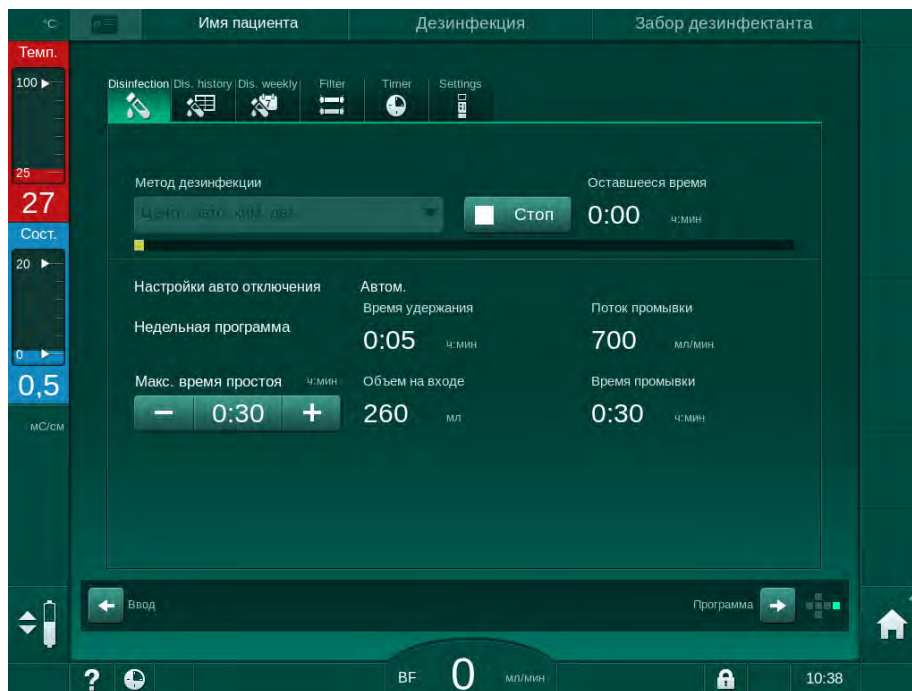 °C
Имя пациента
Дезинфекция
Забор дезинфектанта
Темп.
100
25
27
Сост.
20
0
0,5
мС/см
Disinfection
Dis. history
Dis. weekly
Filter
Timer
Settings
7
Метод дезинфекции
Оставшееся время
Стоп
0:00 ч:мин
Настройки авто отключения
Автом.
Недельная программа
Время удержания
0:05 ч:мин
Поток промывки
700 мл/мин
Макс. время простоя ч:мин
− 0:30 +
Объем на входе
260 мл
Время промывки
0:30 ч:мин
Ввод
Программа
?
BF 0 мл/мин
10:38